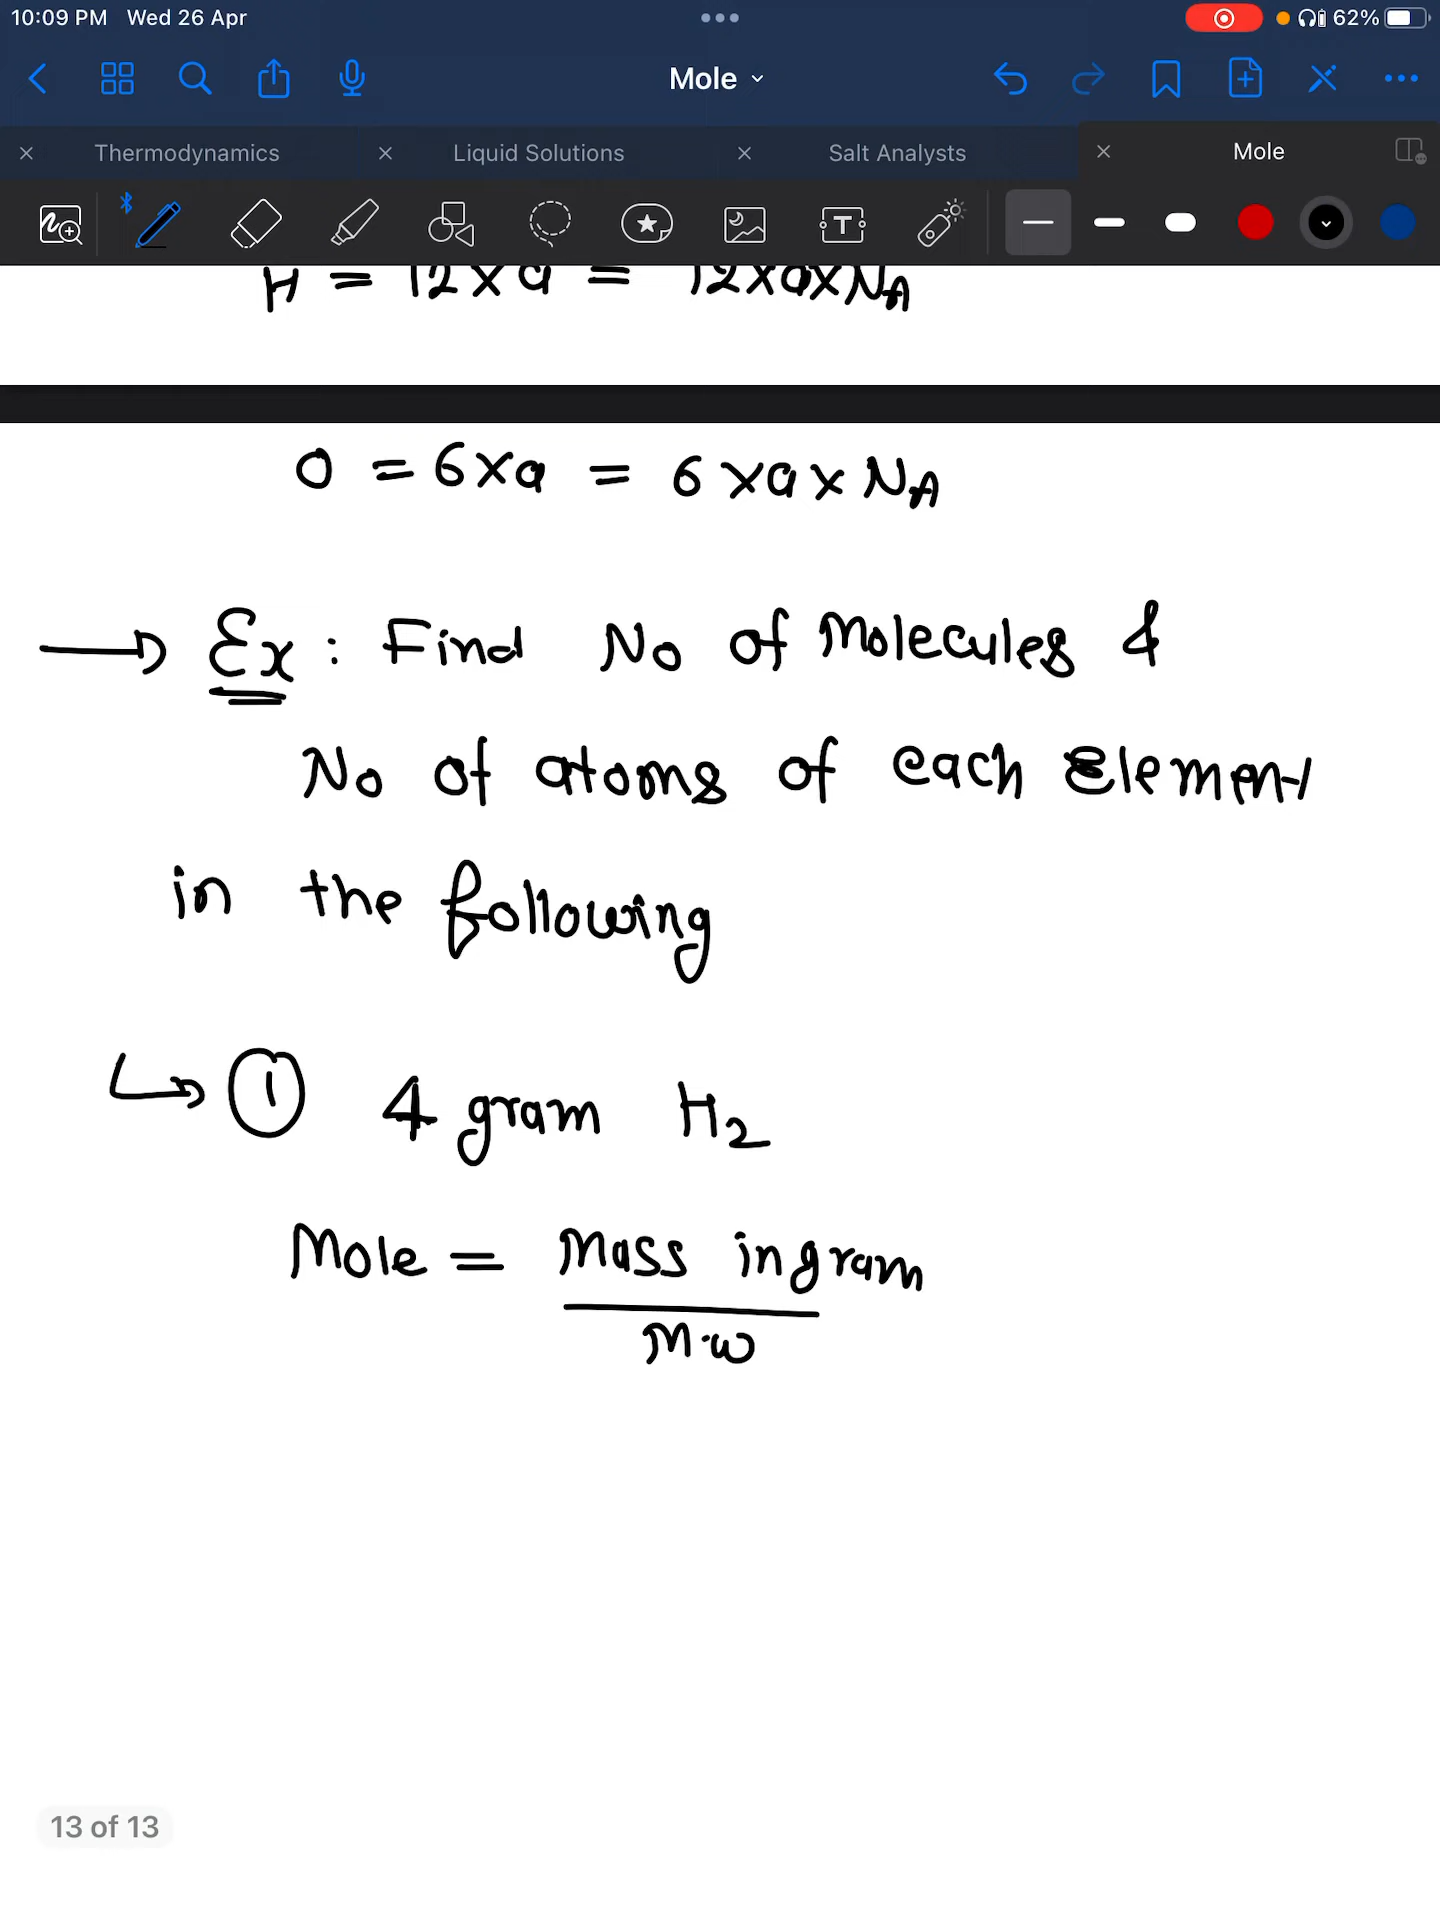 10:09 PM Wed 26 Apr 62%
Mole
Thermodynamics Liquid Solutions Salt Analysts Mole
T
H = 12 x a = 12 x a x NA
O = 6 x a = 6 x a x NA
Ex : Find No of Molecules &
No of atoms of each Element
in the following
① 4 gram H2
Mole = Mass in gram
M.w
13 of 13